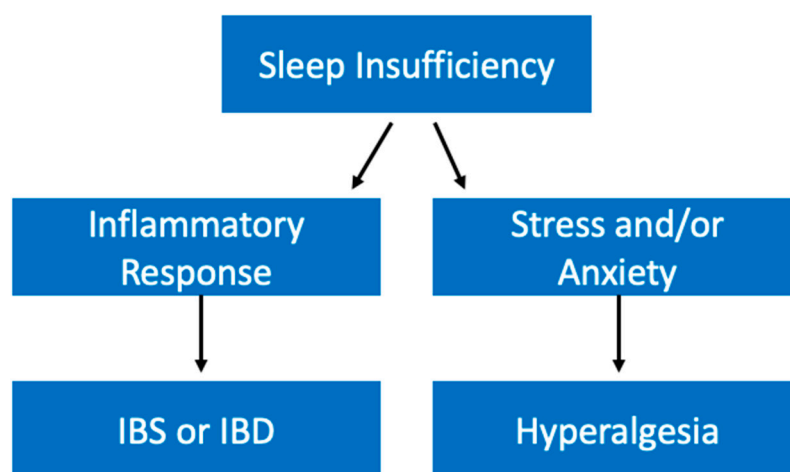 Sleep Insufficiency
Inflammatory
Response
Stress and/or
Anxiety
IBS or IBD
Hyperalgesia